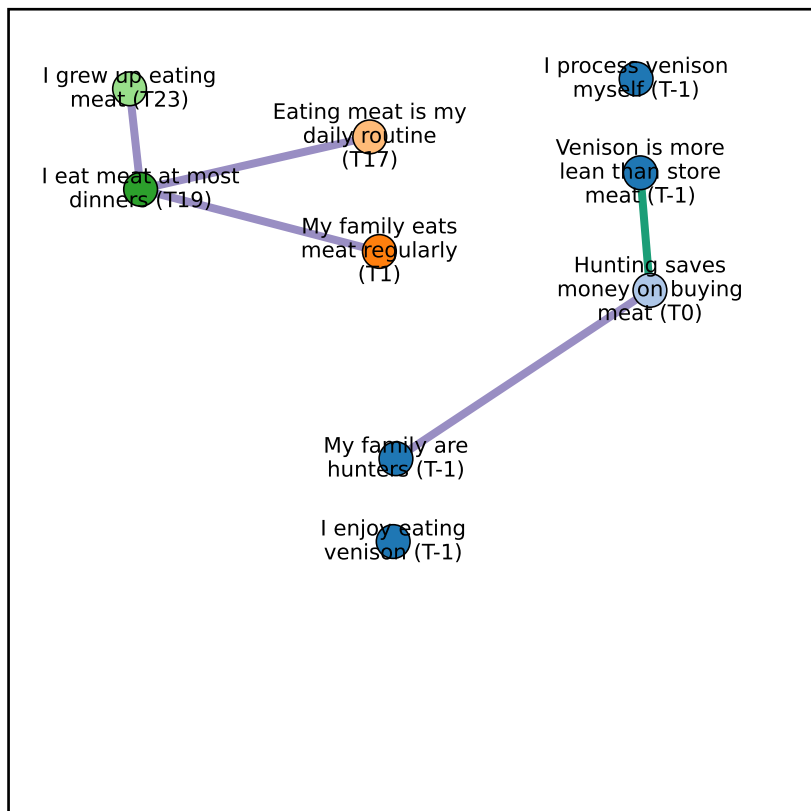 I grew up eating
meat (T23)
I process venison
myself (T-1)
Eating meat is my
daily routine
(T17)
Venison is more
lean than store
meat (T-1)
I eat meat at most
dinners (T19)
My family eats
meat regularly
(T1)
Hunting saves
money on buying
meat (T0)
My family are
hunters (T-1)
I enjoy eating
venison (T-1)